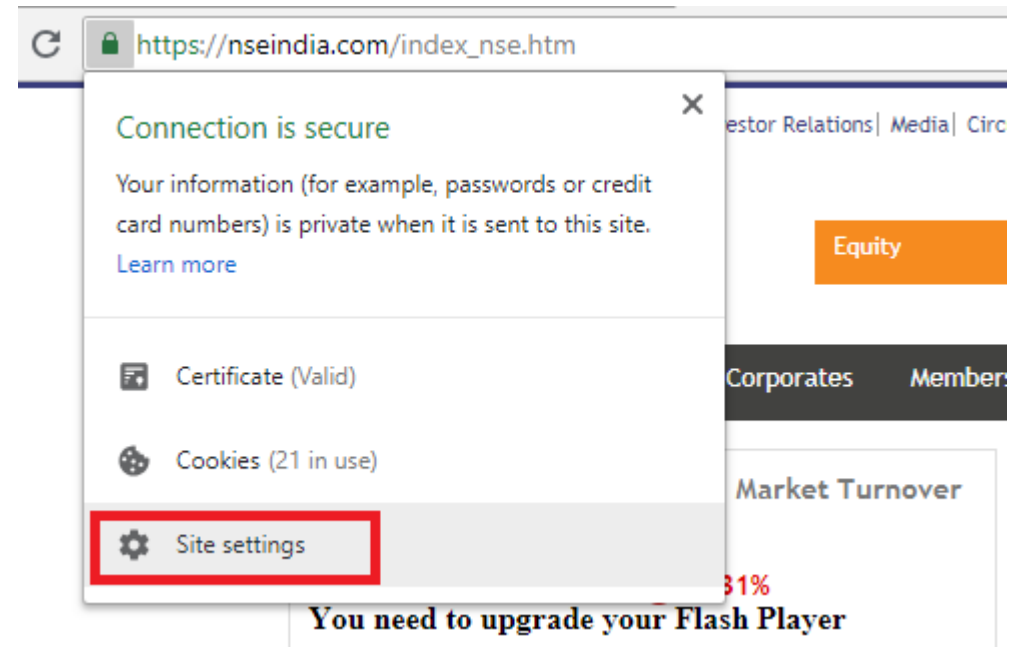 https://nseindia.com/index_nse.htm
Connection is secure
Your information (for example, passwords or credit
card numbers) is private when it is sent to this site.
Learn more
Certificate (Valid)
Cookies (21 in use)
Site settings
estor Relations| Media| Circ
Equity
Corporates Members
Market Turnover
31%
You need to upgrade your Flash Player